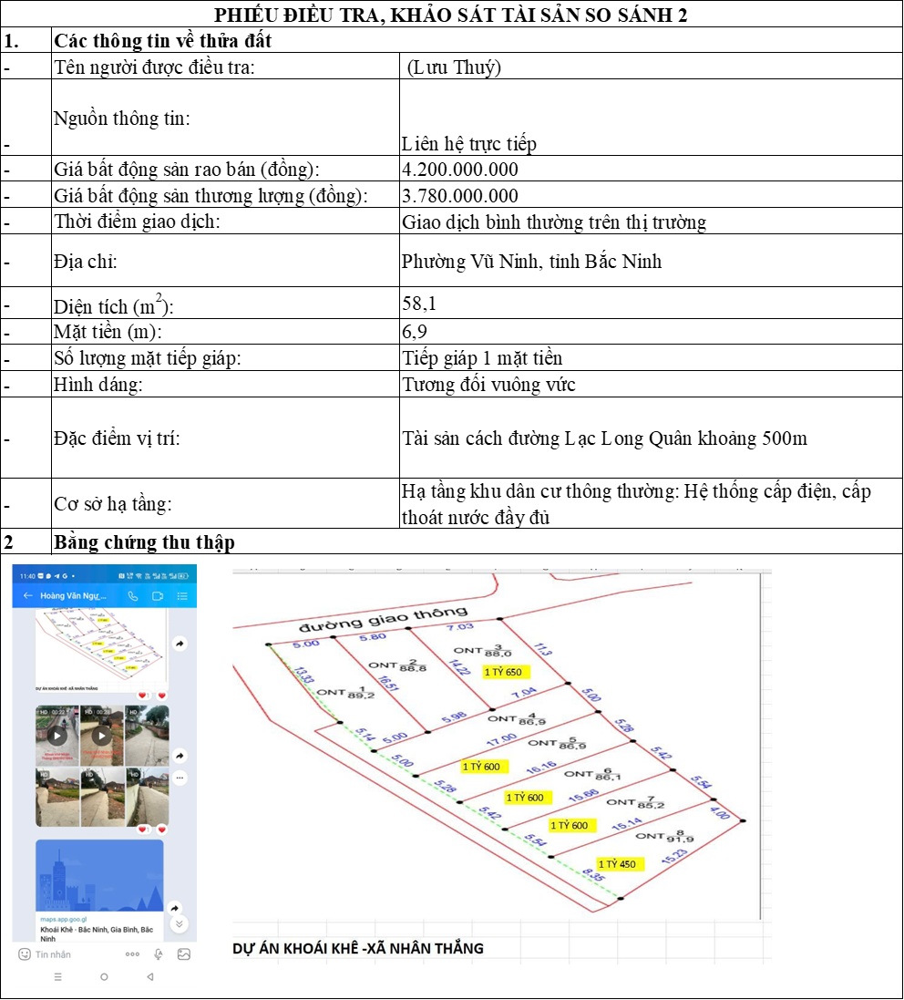 PHIẾU ĐIỀU TRA, KHẢO SÁT TÀI SẢN SO SÁNH 2
1. Các thông tin về thửa đất
- Tên người được điều tra: (Lưu Thuý)
- Nguồn thông tin: Liên hệ trực tiếp
- Giá bất động sản rao bán (đồng): 4.200.000.000
- Giá bất động sản thương lượng (đồng): 3.780.000.000
- Thời điểm giao dịch: Giao dịch bình thường trên thị trường
- Địa chỉ: Phường Vũ Ninh, tỉnh Bắc Ninh
- Diện tích (m2): 58,1
- Mặt tiền (m): 6,9
- Số lượng mặt tiếp giáp: Tiếp giáp 1 mặt tiền
- Hình dáng: Tương đối vuông vức
- Đặc điểm vị trí: Tài sản cách đường Lạc Long Quân khoảng 500m
- Cơ sở hạ tầng: Hạ tầng khu dân cư thông thường: Hệ thống cấp điện, cấp
thoát nước đầy đủ
2 Bằng chứng thu thập
11:40
Hoàng Văn Ngự...
DỰ ÁN KHOÁI KHÊ -XÃ NHÂN THẮNG
HD 00:22
HD 00:28
HD
HD
HD
HD
maps.app.goo.gl
Khoái Khê · Bắc Ninh, Gia Bình, Bắc
Ninh
Tin nhắn
đường giao thông
5.00
5.80
7.03
13.33
16.51
14.22
11.3
ONT 1 89,2
ONT 2 88,8
ONT 3 88,0
1 TỶ 650
5.14
5.00
5.98
7.04
5.00
ONT 4 86,9
17.00
5.00
5.28
ONT 5 86,9
1 TỶ 600
16.16
5.28
5.42
ONT 6 86,1
1 TỶ 600
15.66
5.42
5.54
ONT 7 85,2
1 TỶ 600
15.14
5.54
4.00
ONT 8 91,9
1 TỶ 450
15.23
8.35
DỰ ÁN KHOÁI KHÊ -XÃ NHÂN THẮNG